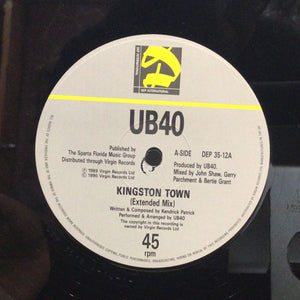 DEP INTERNATIONAL
UB40
Published by
The Sparta Florida Music Group
Distributed through Virgin Records
A-SIDE DEP 35-12A
℗ 1989 Virgin Records Ltd
© 1990 Virgin Records Ltd
Produced by UB40.
Mixed by John Shaw, Gerry
Parchment & Bertie Grant
KINGSTON TOWN
(Extended Mix)
Written & Composed by Kendrick Patrick
Performed & Arranged by UB40
The copyright in this recording is
owned by Virgin Records Ltd
45
rpm